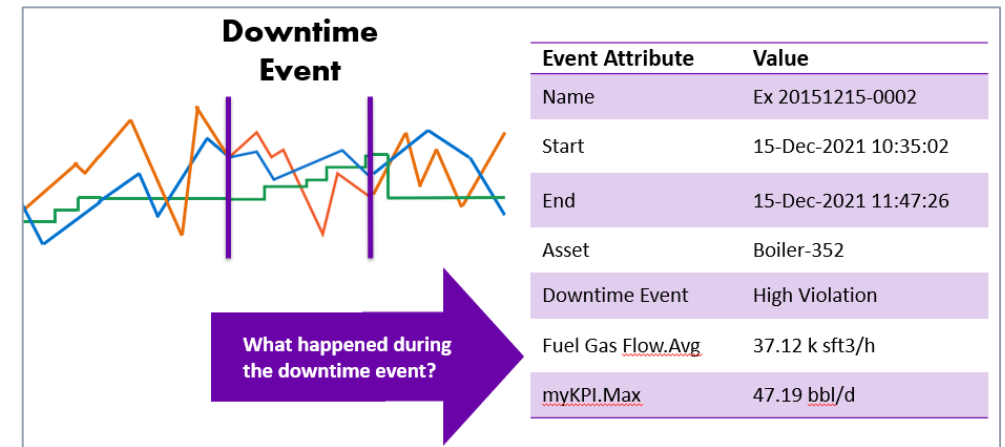 Downtime
Event
What happened during
the downtime event?
Event Attribute Value
Name Ex 20151215-0002
Start 15-Dec-2021 10:35:02
End 15-Dec-2021 11:47:26
Asset Boiler-352
Downtime Event High Violation
Fuel Gas Flow.Avg 37.12 k sft3/h
myKPI.Max 47.19 bbl/d